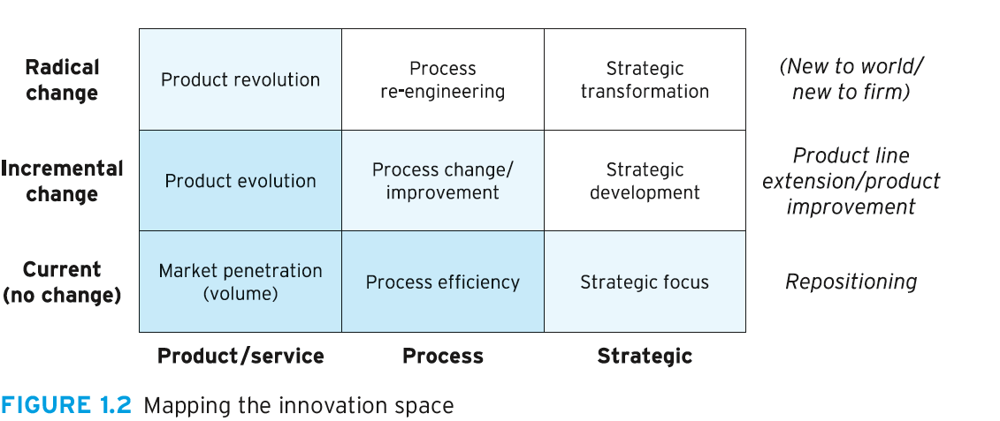 Radical
change
Product revolution
Process
re-engineering
Strategic
transformation
(New to world/
new to firm)
Incremental
change
Product evolution
Process change/
improvement
Strategic
development
Product line
extension/product
improvement
Current
(no change)
Market penetration
(volume)
Process efficiency
Strategic focus
Repositioning
Product/service
Process
Strategic
FIGURE 1.2 Mapping the innovation space